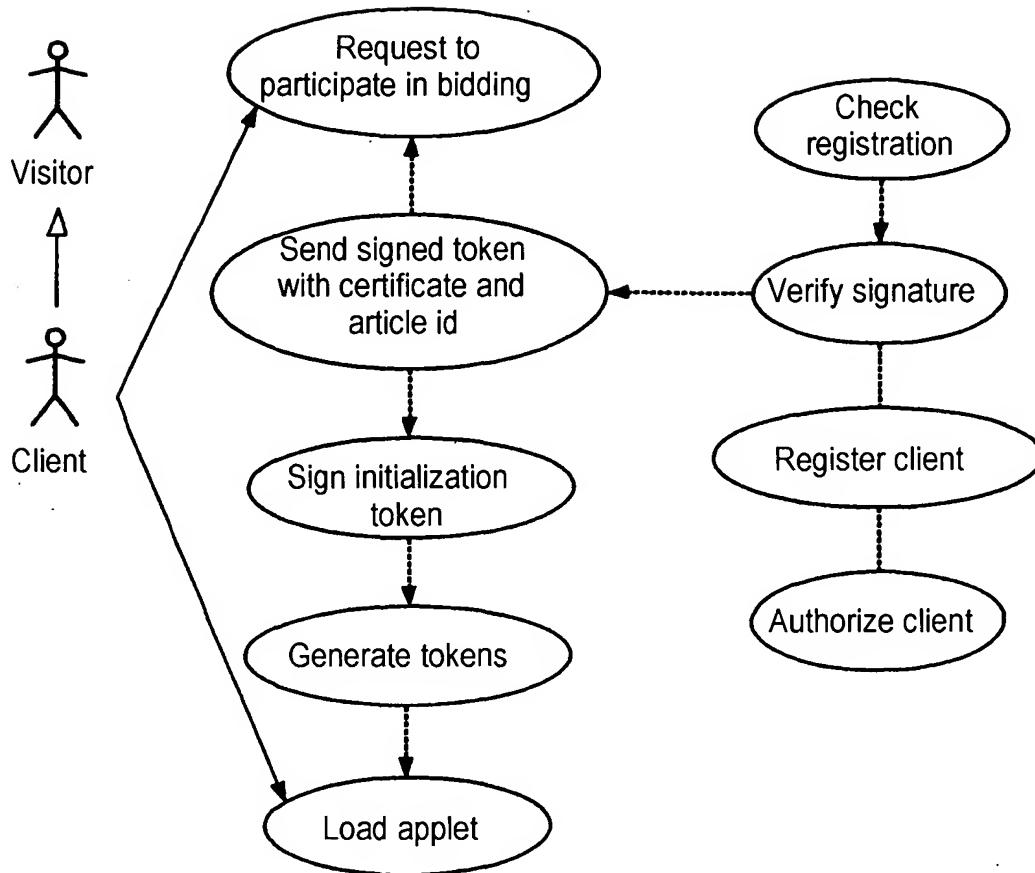 Visitor
Client
Request to
participate in bidding
Send signed token
with certificate and
article id
Sign initialization
token
Generate tokens
Load applet
Check
registration
Verify signature
Register client
Authorize client